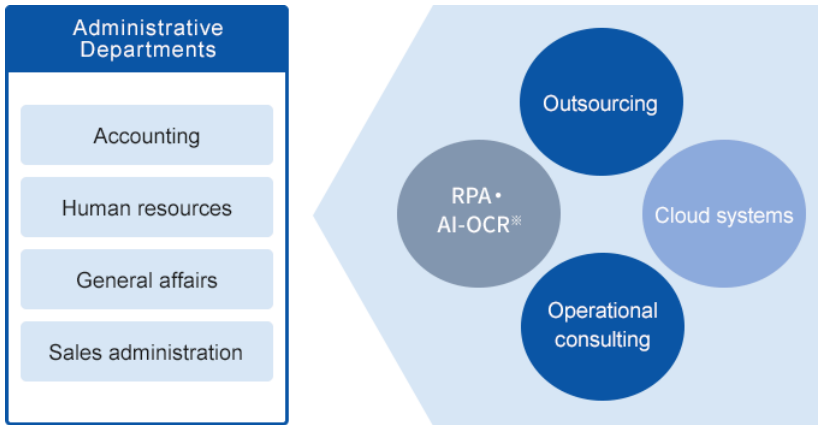 Administrative
Departments
Accounting
Human resources
General affairs
Sales administration
Outsourcing
RPA・
AI-OCR※
Cloud systems
Operational
consulting